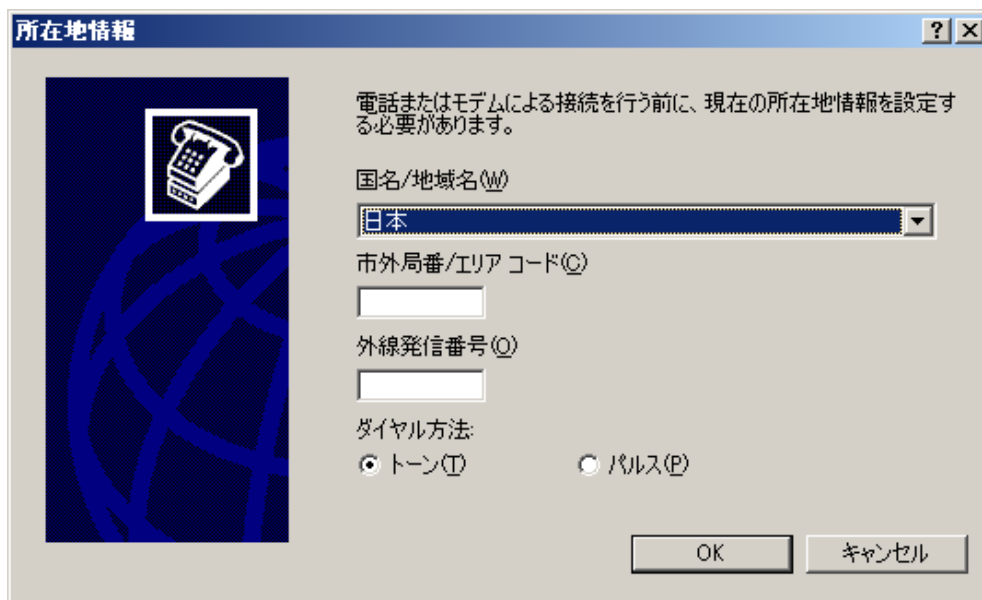 所在地情報
電話またはモデムによる接続を行う前に、現在の所在地情報を設定す
る必要があります。
国名/地域名(W)
日本
市外局番/エリア コード(C)
外線発信番号(O)
ダイヤル方法:
トーン(T) パルス(P)
OK キャンセル